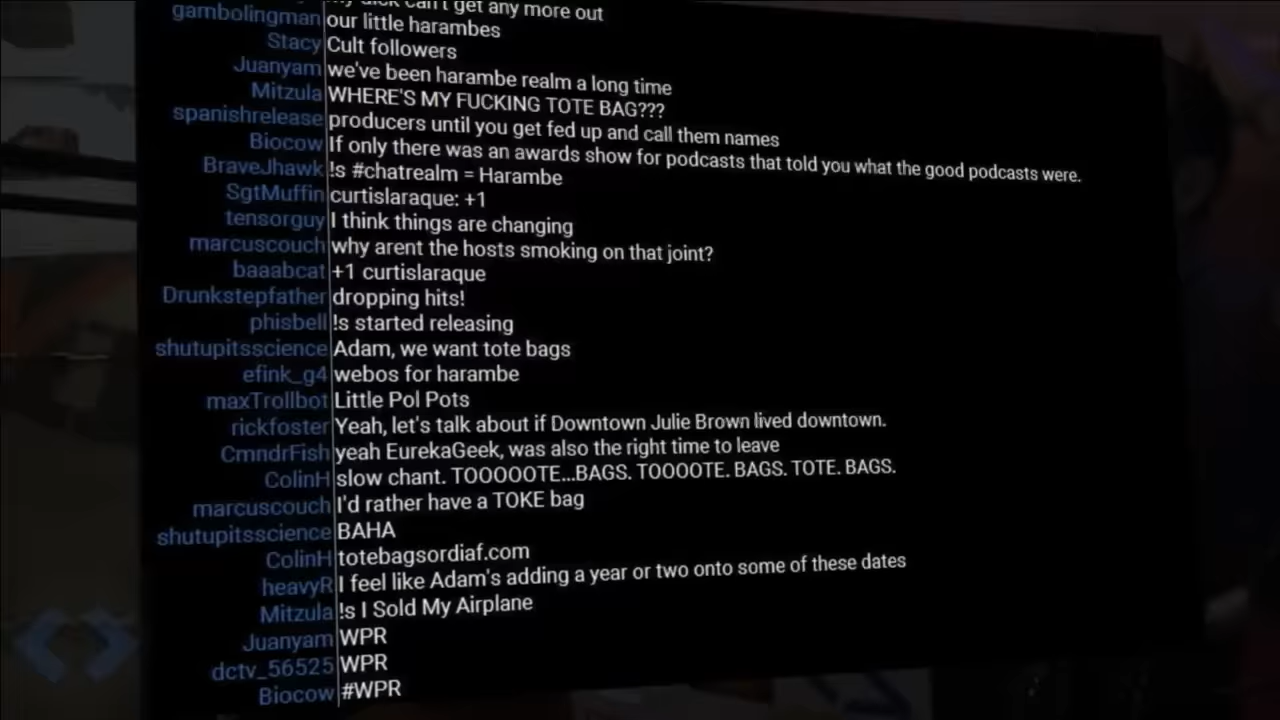 can't get any more out
gambolingman our little harambes
Stacy Cult followers
Juanyam we've been harambe realm a long time
Mitzula WHERE'S MY FUCKING TOTE BAG???
spanishrelease producers until you get fed up and call them names
Biocow If only there was an awards show for podcasts that told you what the good podcasts were.
BraveJhawk !s #chatrealm = Harambe
SgtMuffin curtislaraque: +1
tensorguy I think things are changing
marcuscouch why arent the hosts smoking on that joint?
baaabcat +1 curtislaraque
Drunkstepfather dropping hits!
phisbell !s started releasing
shutupitsscience Adam, we want tote bags
efink_g4 webos for harambe
maxTrollbot Little Pol Pots
rickfoster Yeah, let's talk about if Downtown Julie Brown lived downtown.
CmndrFish yeah EurekaGeek, was also the right time to leave
ColinH slow chant. TOOOOOTE...BAGS. TOOOOTE. BAGS. TOTE. BAGS.
marcuscouch I'd rather have a TOKE bag
shutupitsscience BAHA
ColinH totebagsordiaf.com
heavyR I feel like Adam's adding a year or two onto some of these dates
Mitzula !s I Sold My Airplane
Juanyam WPR
dctv_56525 WPR
Biocow #WPR